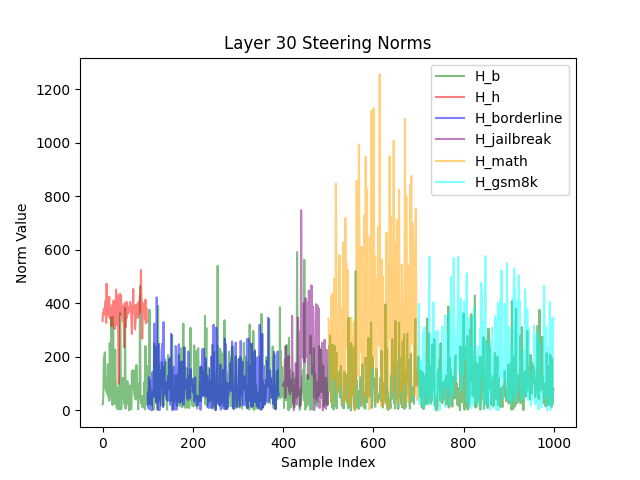 Layer 30 Steering Norms
H_b
H_h
H_borderline
H_jailbreak
H_math
H_gsm8k
Norm Value
1200
1000
800
600
400
200
0
0 200 400 600 800 1000
Sample Index